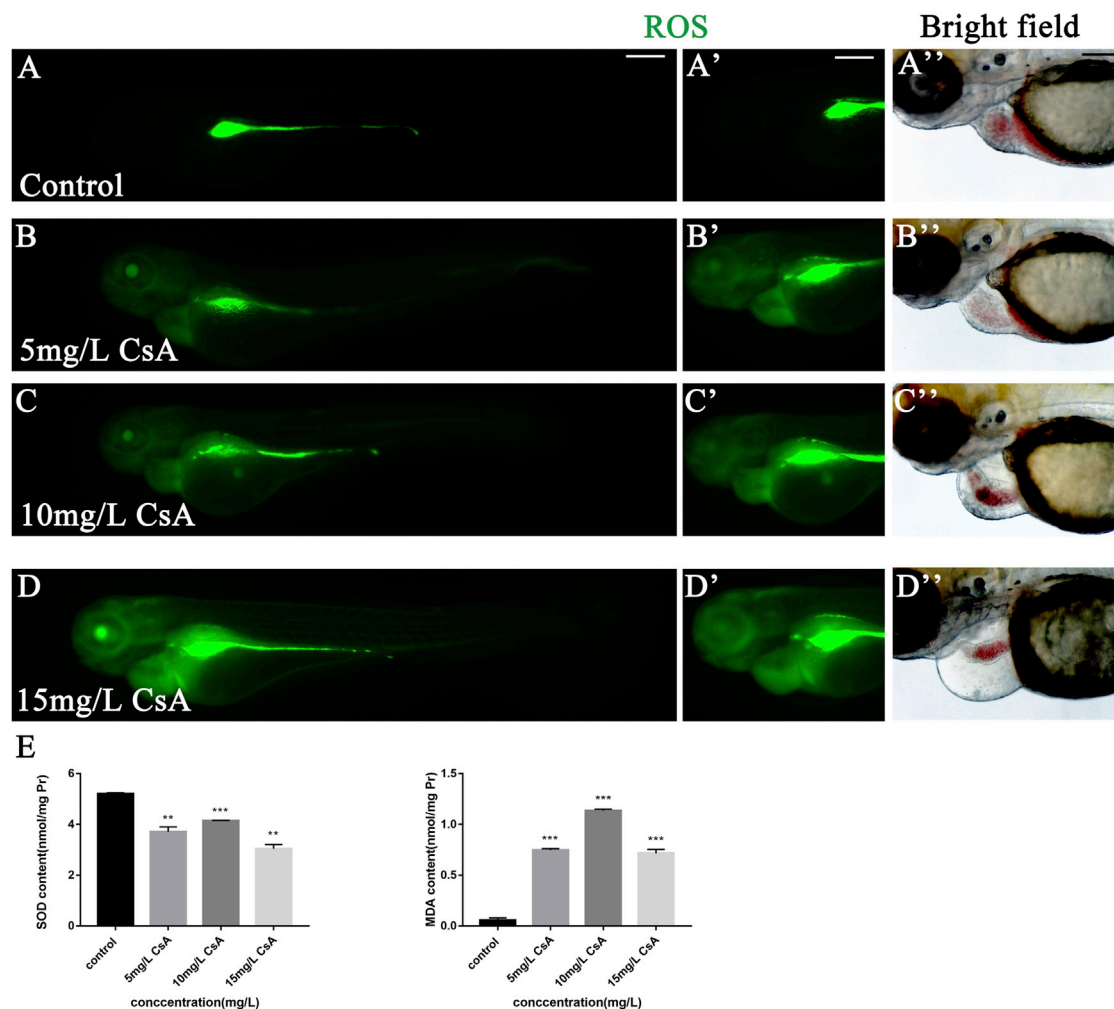 ROS Bright field
A A’ A’’
Control
B B’ B’’
5mg/L CsA
C C’ C’’
10mg/L CsA
D D’ D’’
15mg/L CsA
E
SOD content(nmol/mg Pr)
6
4
2
0
**
***
**
control
5mg/L CsA
10mg/L CsA
15mg/L CsA
conccentration(mg/L)
MDA content(nmol/mg Pr)
1.5
1.0
0.5
0.0
***
***
***
control
5mg/L CsA
10mg/L CsA
15mg/L CsA
conccentration(mg/L)